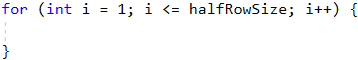 for (int i = 1; i <= halfRowSize; i++) {
}